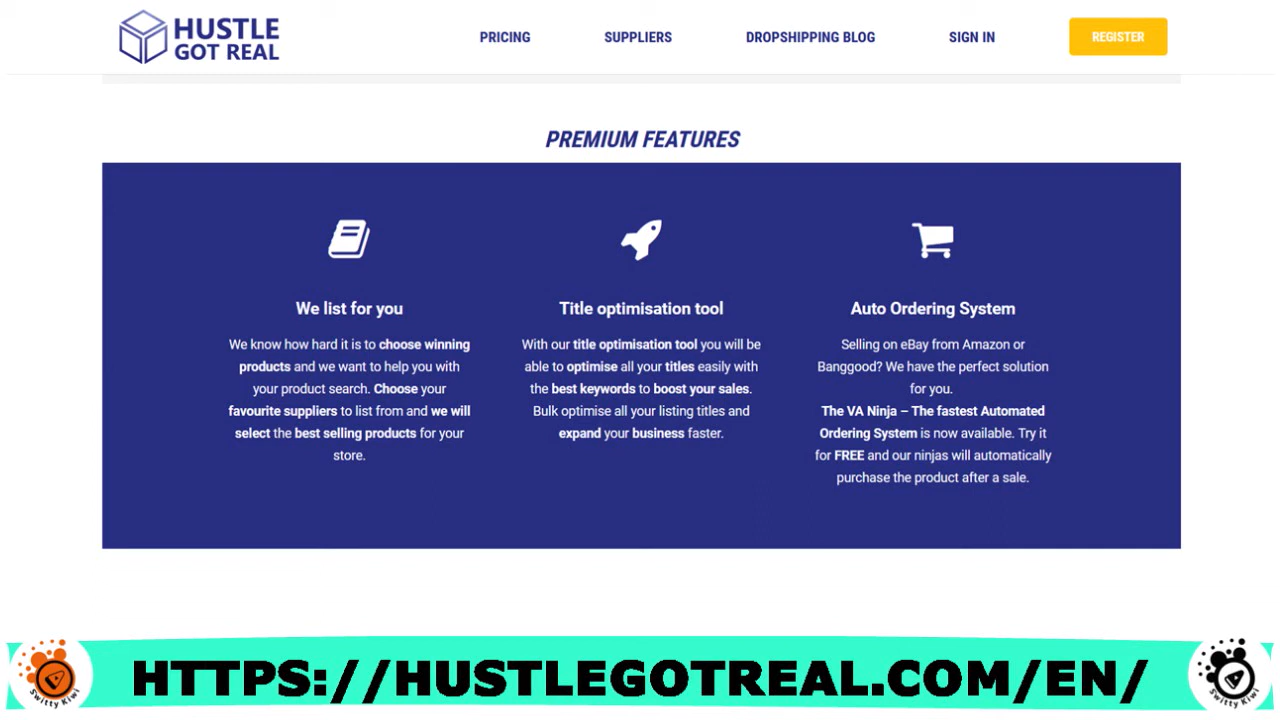 HUSTLE
GOT REAL
PRICING
SUPPLIERS
DROPSHIPPING BLOG
SIGN IN
REGISTER
PREMIUM FEATURES
We list for you
We know how hard it is to choose winning
products and we want to help you with
your product search. Choose your
favourite suppliers to list from and we will
select the best selling products for your
store.
Title optimisation tool
With our title optimisation tool you will be
able to optimise all your titles easily with
the best keywords to boost your sales.
Bulk optimise all your listing titles and
expand your business faster.
Auto Ordering System
Selling on eBay from Amazon or
Banggood? We have the perfect solution
for you.
The VA Ninja – The fastest Automated
Ordering System is now available. Try it
for FREE and our ninjas will automatically
purchase the product after a sale.
Switty Kiwi
HTTPS://HUSTLEGOTREAL.COM/EN/
Switty Kiwi